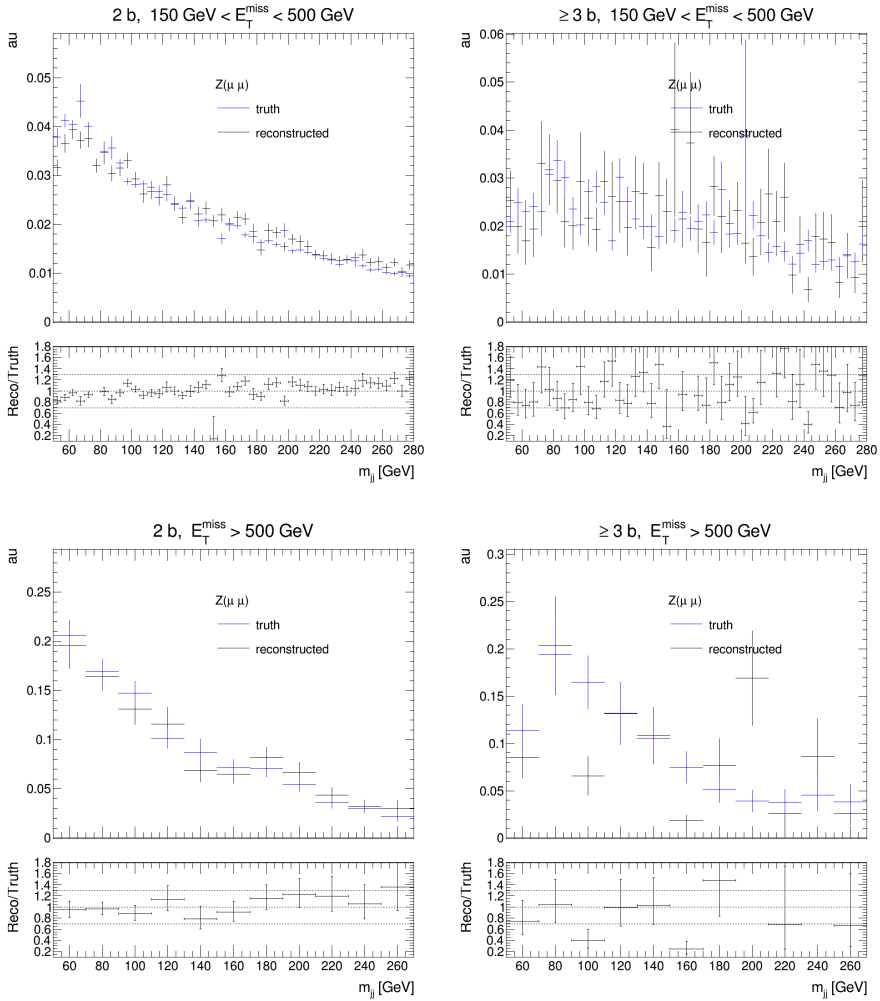 2 b, 150 GeV < E_T^miss < 500 GeV
au
0.05
0.04
0.03
0.02
0.01
0
Z(μ μ)
truth
reconstructed
Reco/Truth
1.8
1.6
1.4
1.2
1
0.8
0.6
0.4
0.2
60 80 100 120 140 160 180 200 220 240 260 280
m_jj [GeV]
≥ 3 b, 150 GeV < E_T^miss < 500 GeV
au
0.06
0.05
0.04
0.03
0.02
0.01
0
Z(μ μ)
truth
reconstructed
Reco/Truth
1.8
1.6
1.4
1.2
1
0.8
0.6
0.4
0.2
60 80 100 120 140 160 180 200 220 240 260 280
m_jj [GeV]
2 b, E_T^miss > 500 GeV
au
0.25
0.2
0.15
0.1
0.05
0
Z(μ μ)
truth
reconstructed
Reco/Truth
1.8
1.6
1.4
1.2
1
0.8
0.6
0.4
0.2
60 80 100 120 140 160 180 200 220 240 260
m_jj [GeV]
≥ 3 b, E_T^miss > 500 GeV
au
0.3
0.25
0.2
0.15
0.1
0.05
0
Z(μ μ)
truth
reconstructed
Reco/Truth
1.8
1.6
1.4
1.2
1
0.8
0.6
0.4
0.2
60 80 100 120 140 160 180 200 220 240 260
m_jj [GeV]